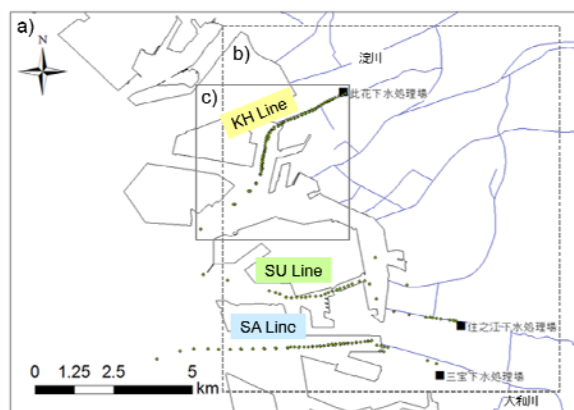 a)
N
b)
淀川
c)
此花下水処理場
KH Line
SU Line
SA Line
住之江下水処理場
三宝下水処理場
大和川
0 1.25 2.5 5
km